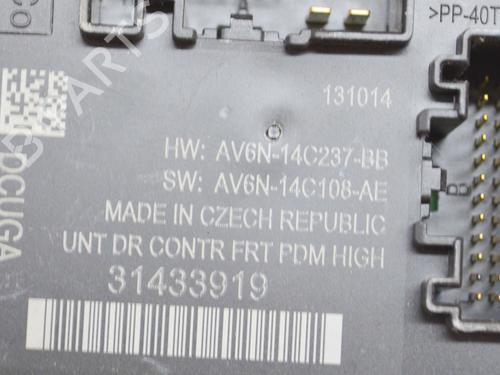 Co
>PP-40T
131014
HW: AV6N-14C237-BB
SW: AV6N-14C108-AE
MADE IN CZECH REPUBLIC
UNT DR CONTR FRT PDM HIGH
31433919
DCUGA